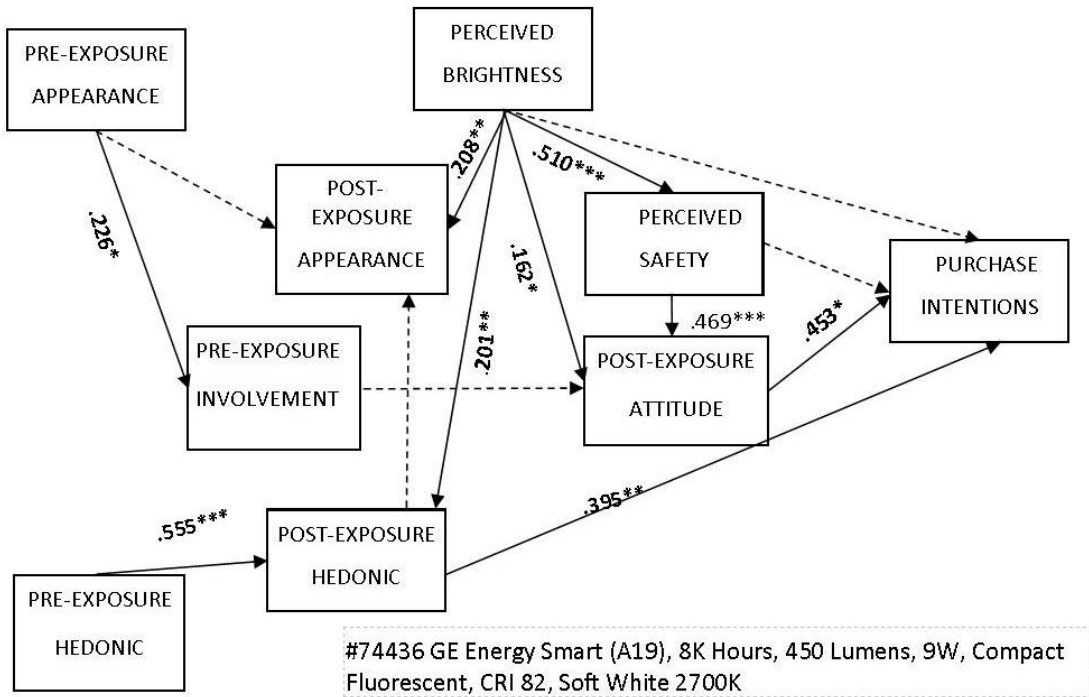 PRE-EXPOSURE
APPEARANCE
PERCEIVED
BRIGHTNESS
.208**
.510***
POST-
EXPOSURE
APPEARANCE
PERCEIVED
SAFETY
PURCHASE
INTENTIONS
.226*
.162*
.201**
.469***
.453*
PRE-EXPOSURE
INVOLVEMENT
POST-EXPOSURE
ATTITUDE
.395**
.555***
POST-EXPOSURE
HEDONIC
PRE-EXPOSURE
HEDONIC
#74436 GE Energy Smart (A19), 8K Hours, 450 Lumens, 9W, Compact
Fluorescent, CRI 82, Soft White 2700K